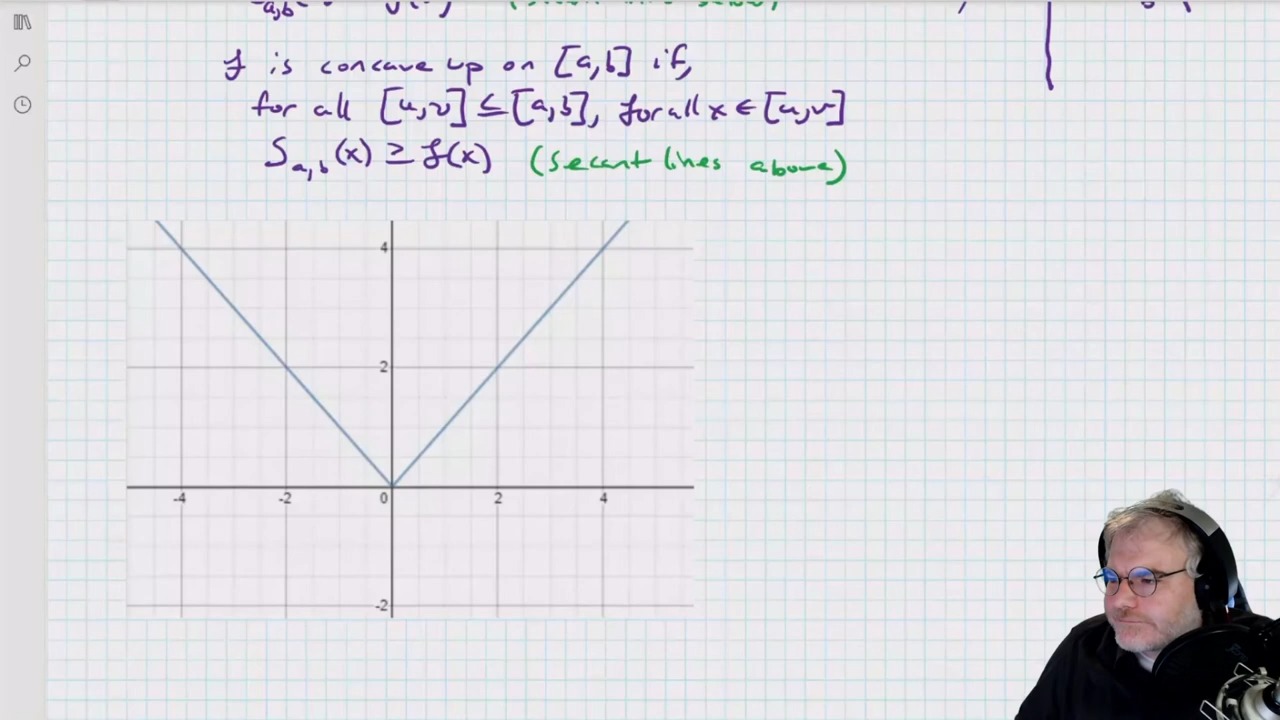 f is concave up on [a,b] if,
for all [u,v] ⊆ [a,b], for all x ∈ [u,v]
S_{a,b}(x) ≥ f(x) (secant lines above)
4
2
-4 -2 0 2 4
-2